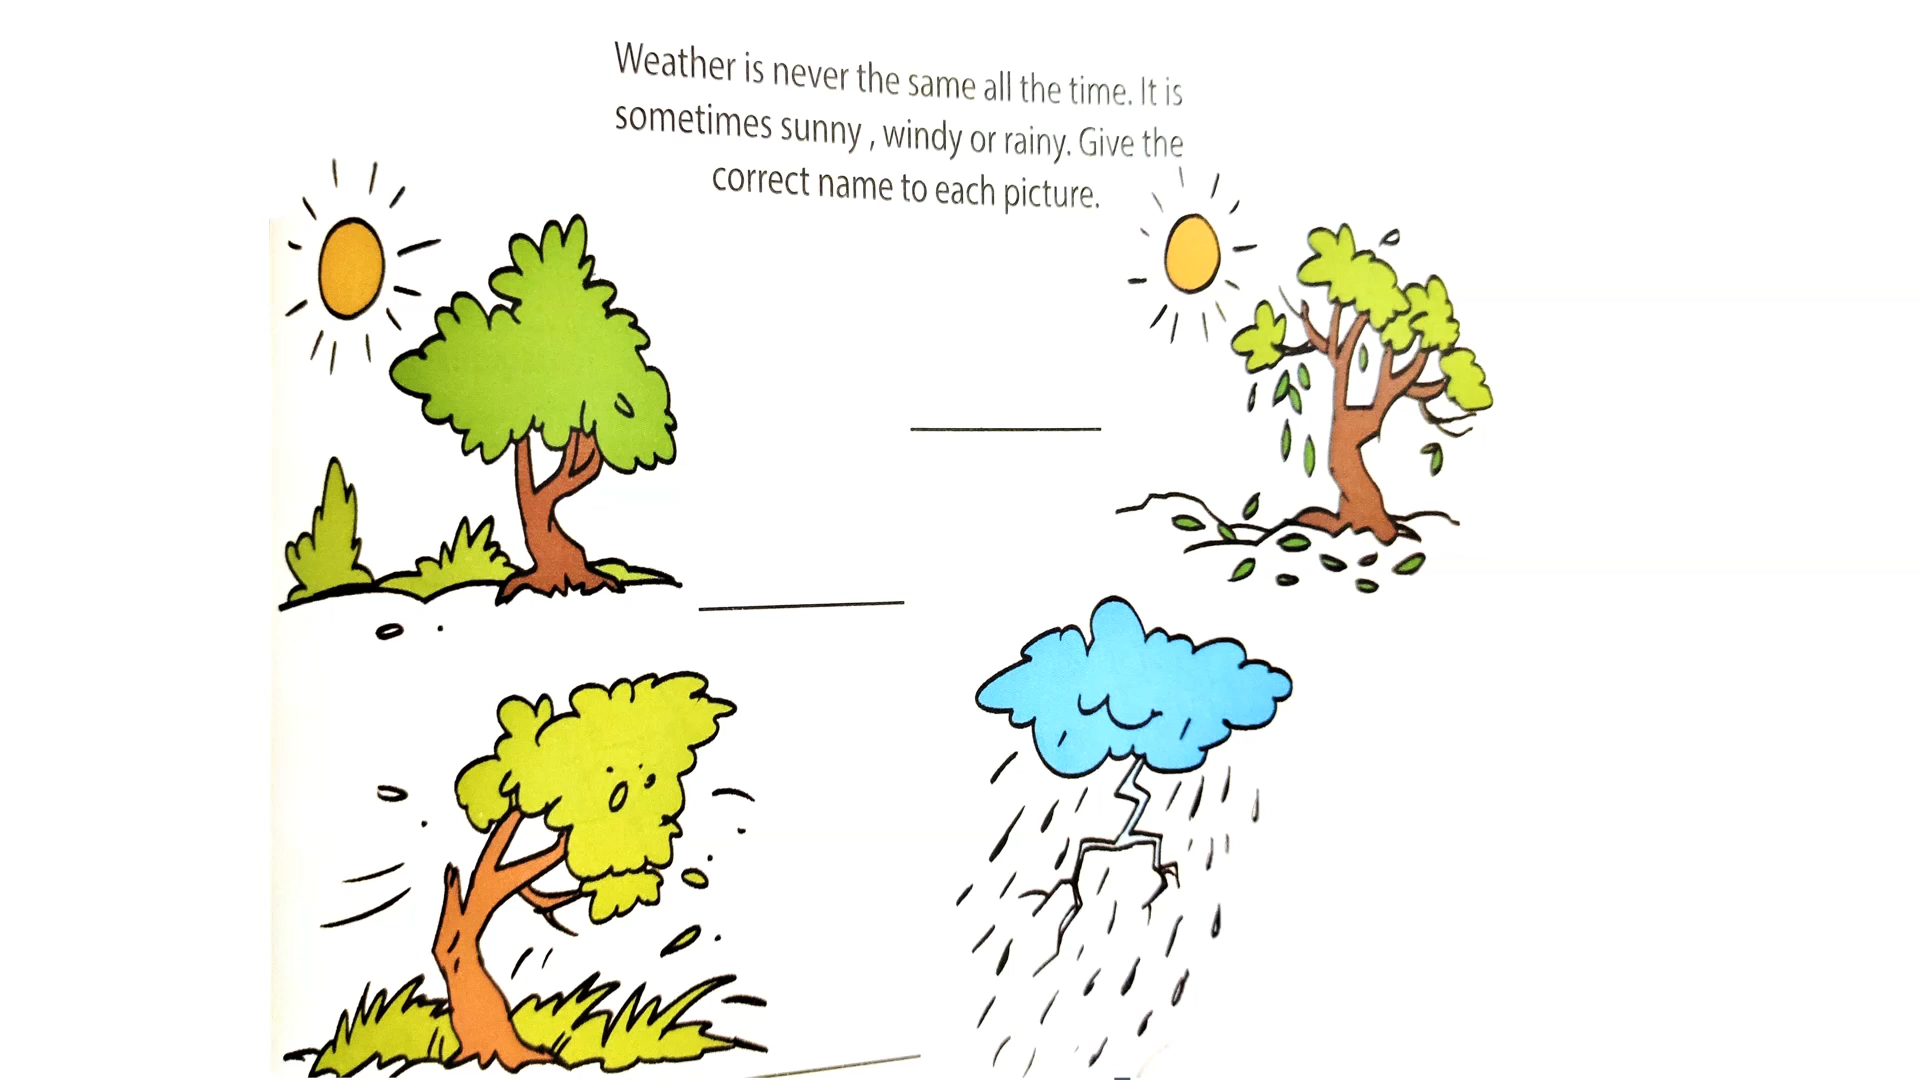 Weather is never the same all the time. It is
sometimes sunny , windy or rainy. Give the
correct name to each picture.